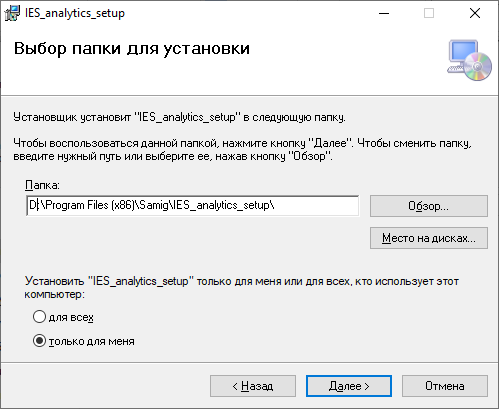 IES_analytics_setup
Выбор папки для установки
Установщик установит "IES_analytics_setup" в следующую папку.
Чтобы воспользоваться данной папкой, нажмите кнопку "Далее". Чтобы сменить папку,
введите нужный путь или выберите ее, нажав кнопку "Обзор".
Папка:
D:\Program Files (x86)\Samig\IES_analytics_setup\
Обзор...
Место на дисках...
Установить "IES_analytics_setup" только для меня или для всех, кто использует этот
компьютер:
для всех
только для меня
< Назад
Далее >
Отмена